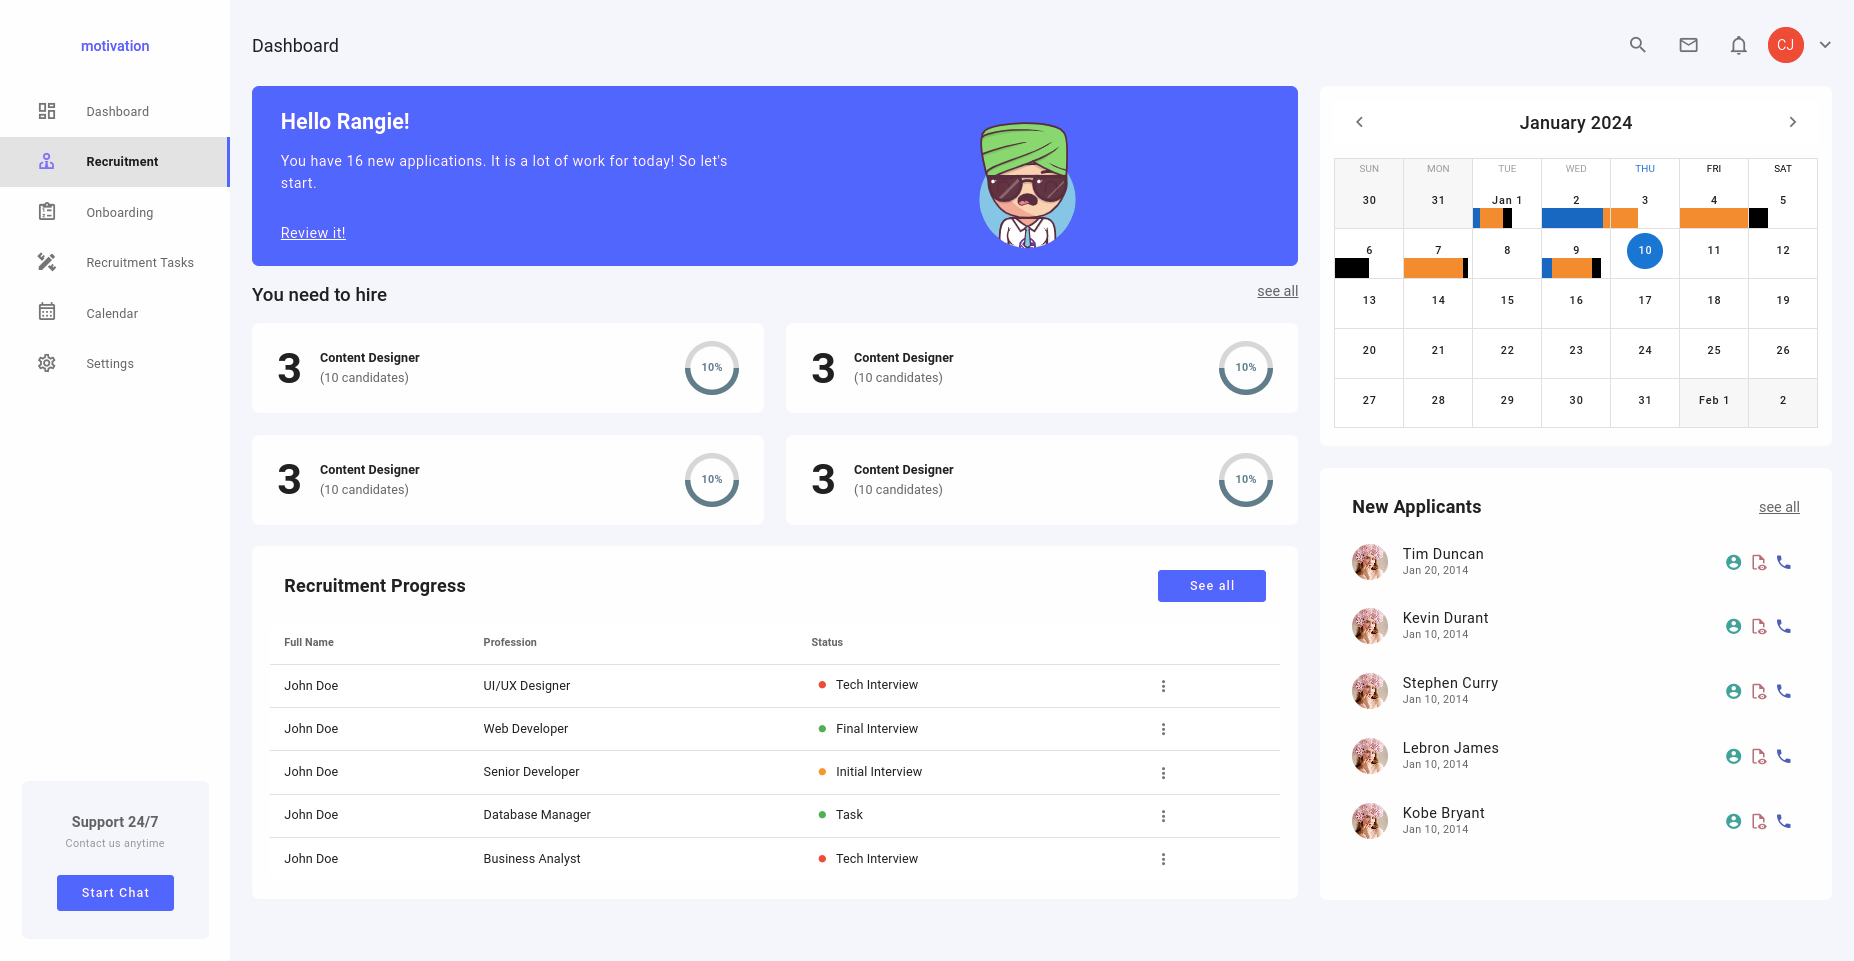 motivation
Dashboard
Recruitment
Onboarding
Recruitment Tasks
Calendar
Settings
Support 24/7
Contact us anytime
Start Chat
Dashboard
CJ
Hello Rangie!
You have 16 new applications. It is a lot of work for today! So let's
start.
Review it!
You need to hire
see all
3
Content Designer
(10 candidates)
10%
3
Content Designer
(10 candidates)
10%
3
Content Designer
(10 candidates)
10%
3
Content Designer
(10 candidates)
10%
Recruitment Progress
See all
Full Name Profession Status
John Doe UI/UX Designer Tech Interview
John Doe Web Developer Final Interview
John Doe Senior Developer Initial Interview
John Doe Database Manager Task
John Doe Business Analyst Tech Interview
January 2024
SUN MON TUE WED THU FRI SAT
30 31 Jan 1 2 3 4 5
6 7 8 9 10 11 12
13 14 15 16 17 18 19
20 21 22 23 24 25 26
27 28 29 30 31 Feb 1 2
New Applicants
see all
Tim Duncan
Jan 20, 2014
Kevin Durant
Jan 10, 2014
Stephen Curry
Jan 10, 2014
Lebron James
Jan 10, 2014
Kobe Bryant
Jan 10, 2014